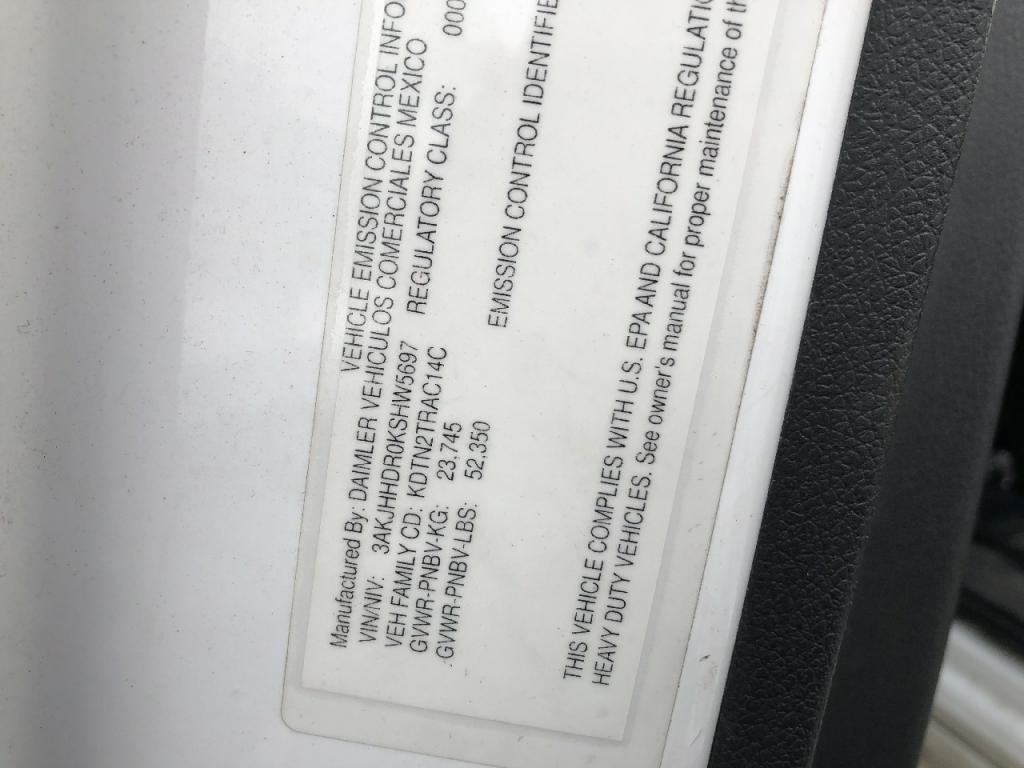 VEHICLE EMISSION CONTROL INFO
Manufactured By: DAIMLER VEHICULOS COMERCIALES MEXICO
VIN/NIV: 3AKJHHDR0KSHW5697 REGULATORY CLASS: 000
VEH FAMILY CD: KDTN2TRAC14C
GVWR-PNBV-KG: 23,745
GVWR-PNBV-LBS: 52,350
EMISSION CONTROL IDENTIFIE
THIS VEHICLE COMPLIES WITH U.S. EPA AND CALIFORNIA REGULATIO
HEAVY DUTY VEHICLES. See owner's manual for proper maintenance of th